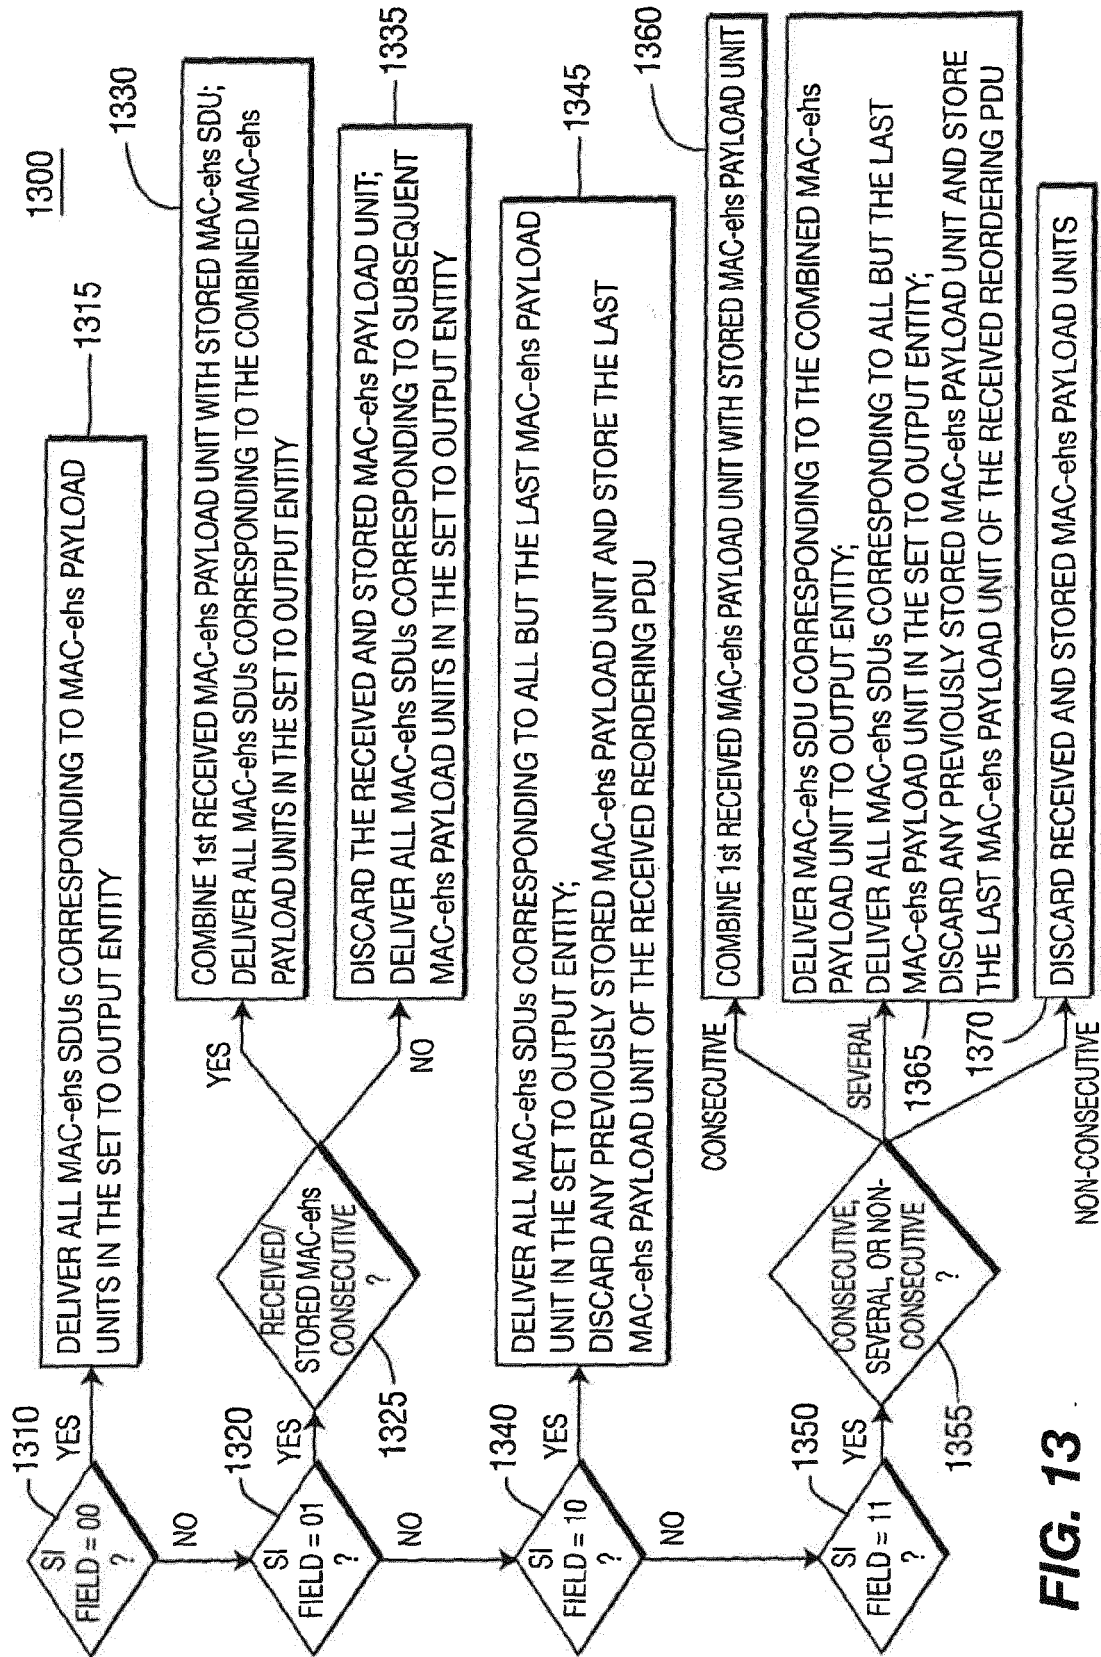 1300
SI
FIELD = 00
?
1310
YES
NO
DELIVER ALL MAC-ehs SDUs CORRESPONDING TO MAC-ehs PAYLOAD
UNITS IN THE SET TO OUTPUT ENTITY
1315
SI
FIELD = 01
?
1320
YES
NO
RECEIVED/
STORED MAC-ehs
CONSECUTIVE
?
1325
YES
NO
COMBINE 1st RECEIVED MAC-ehs PAYLOAD UNIT WITH STORED MAC-ehs SDU;
DELIVER ALL MAC-ehs SDUs CORRESPONDING TO THE COMBINED MAC-ehs
PAYLOAD UNITS IN THE SET TO OUTPUT ENTITY
1330
DISCARD THE RECEIVED AND STORED MAC-ehs PAYLOAD UNIT;
DELIVER ALL MAC-ehs SDUs CORRESPONDING TO SUBSEQUENT
MAC-ehs PAYLOAD UNITS IN THE SET TO OUTPUT ENTITY
1335
SI
FIELD = 10
?
1340
YES
NO
DELIVER ALL MAC-ehs SDUs CORRESPONDING TO ALL BUT THE LAST MAC-ehs PAYLOAD
UNIT IN THE SET TO OUTPUT ENTITY;
DISCARD ANY PREVIOUSLY STORED MAC-ehs PAYLOAD UNIT AND STORE THE LAST
MAC-ehs PAYLOAD UNIT OF THE RECEIVED REORDERING PDU
1345
SI
FIELD = 11
?
1350
YES
CONSECUTIVE,
SEVERAL, OR NON-
CONSECUTIVE
?
1355
CONSECUTIVE
SEVERAL
NON-CONSECUTIVE
COMBINE 1st RECEIVED MAC-ehs PAYLOAD UNIT WITH STORED MAC-ehs PAYLOAD UNIT
1360
DELIVER MAC-ehs SDU CORRESPONDING TO THE COMBINED MAC-ehs
PAYLOAD UNIT TO OUTPUT ENTITY;
DELIVER ALL MAC-ehs SDUs CORRESPONDING TO ALL BUT THE LAST
MAC-ehs PAYLOAD UNIT IN THE SET TO OUTPUT ENTITY;
DISCARD ANY PREVIOUSLY STORED MAC-ehs PAYLOAD UNIT AND STORE
THE LAST MAC-ehs PAYLOAD UNIT OF THE RECEIVED REORDERING PDU
1365
1370
DISCARD RECEIVED AND STORED MAC-ehs PAYLOAD UNITS
FIG. 13